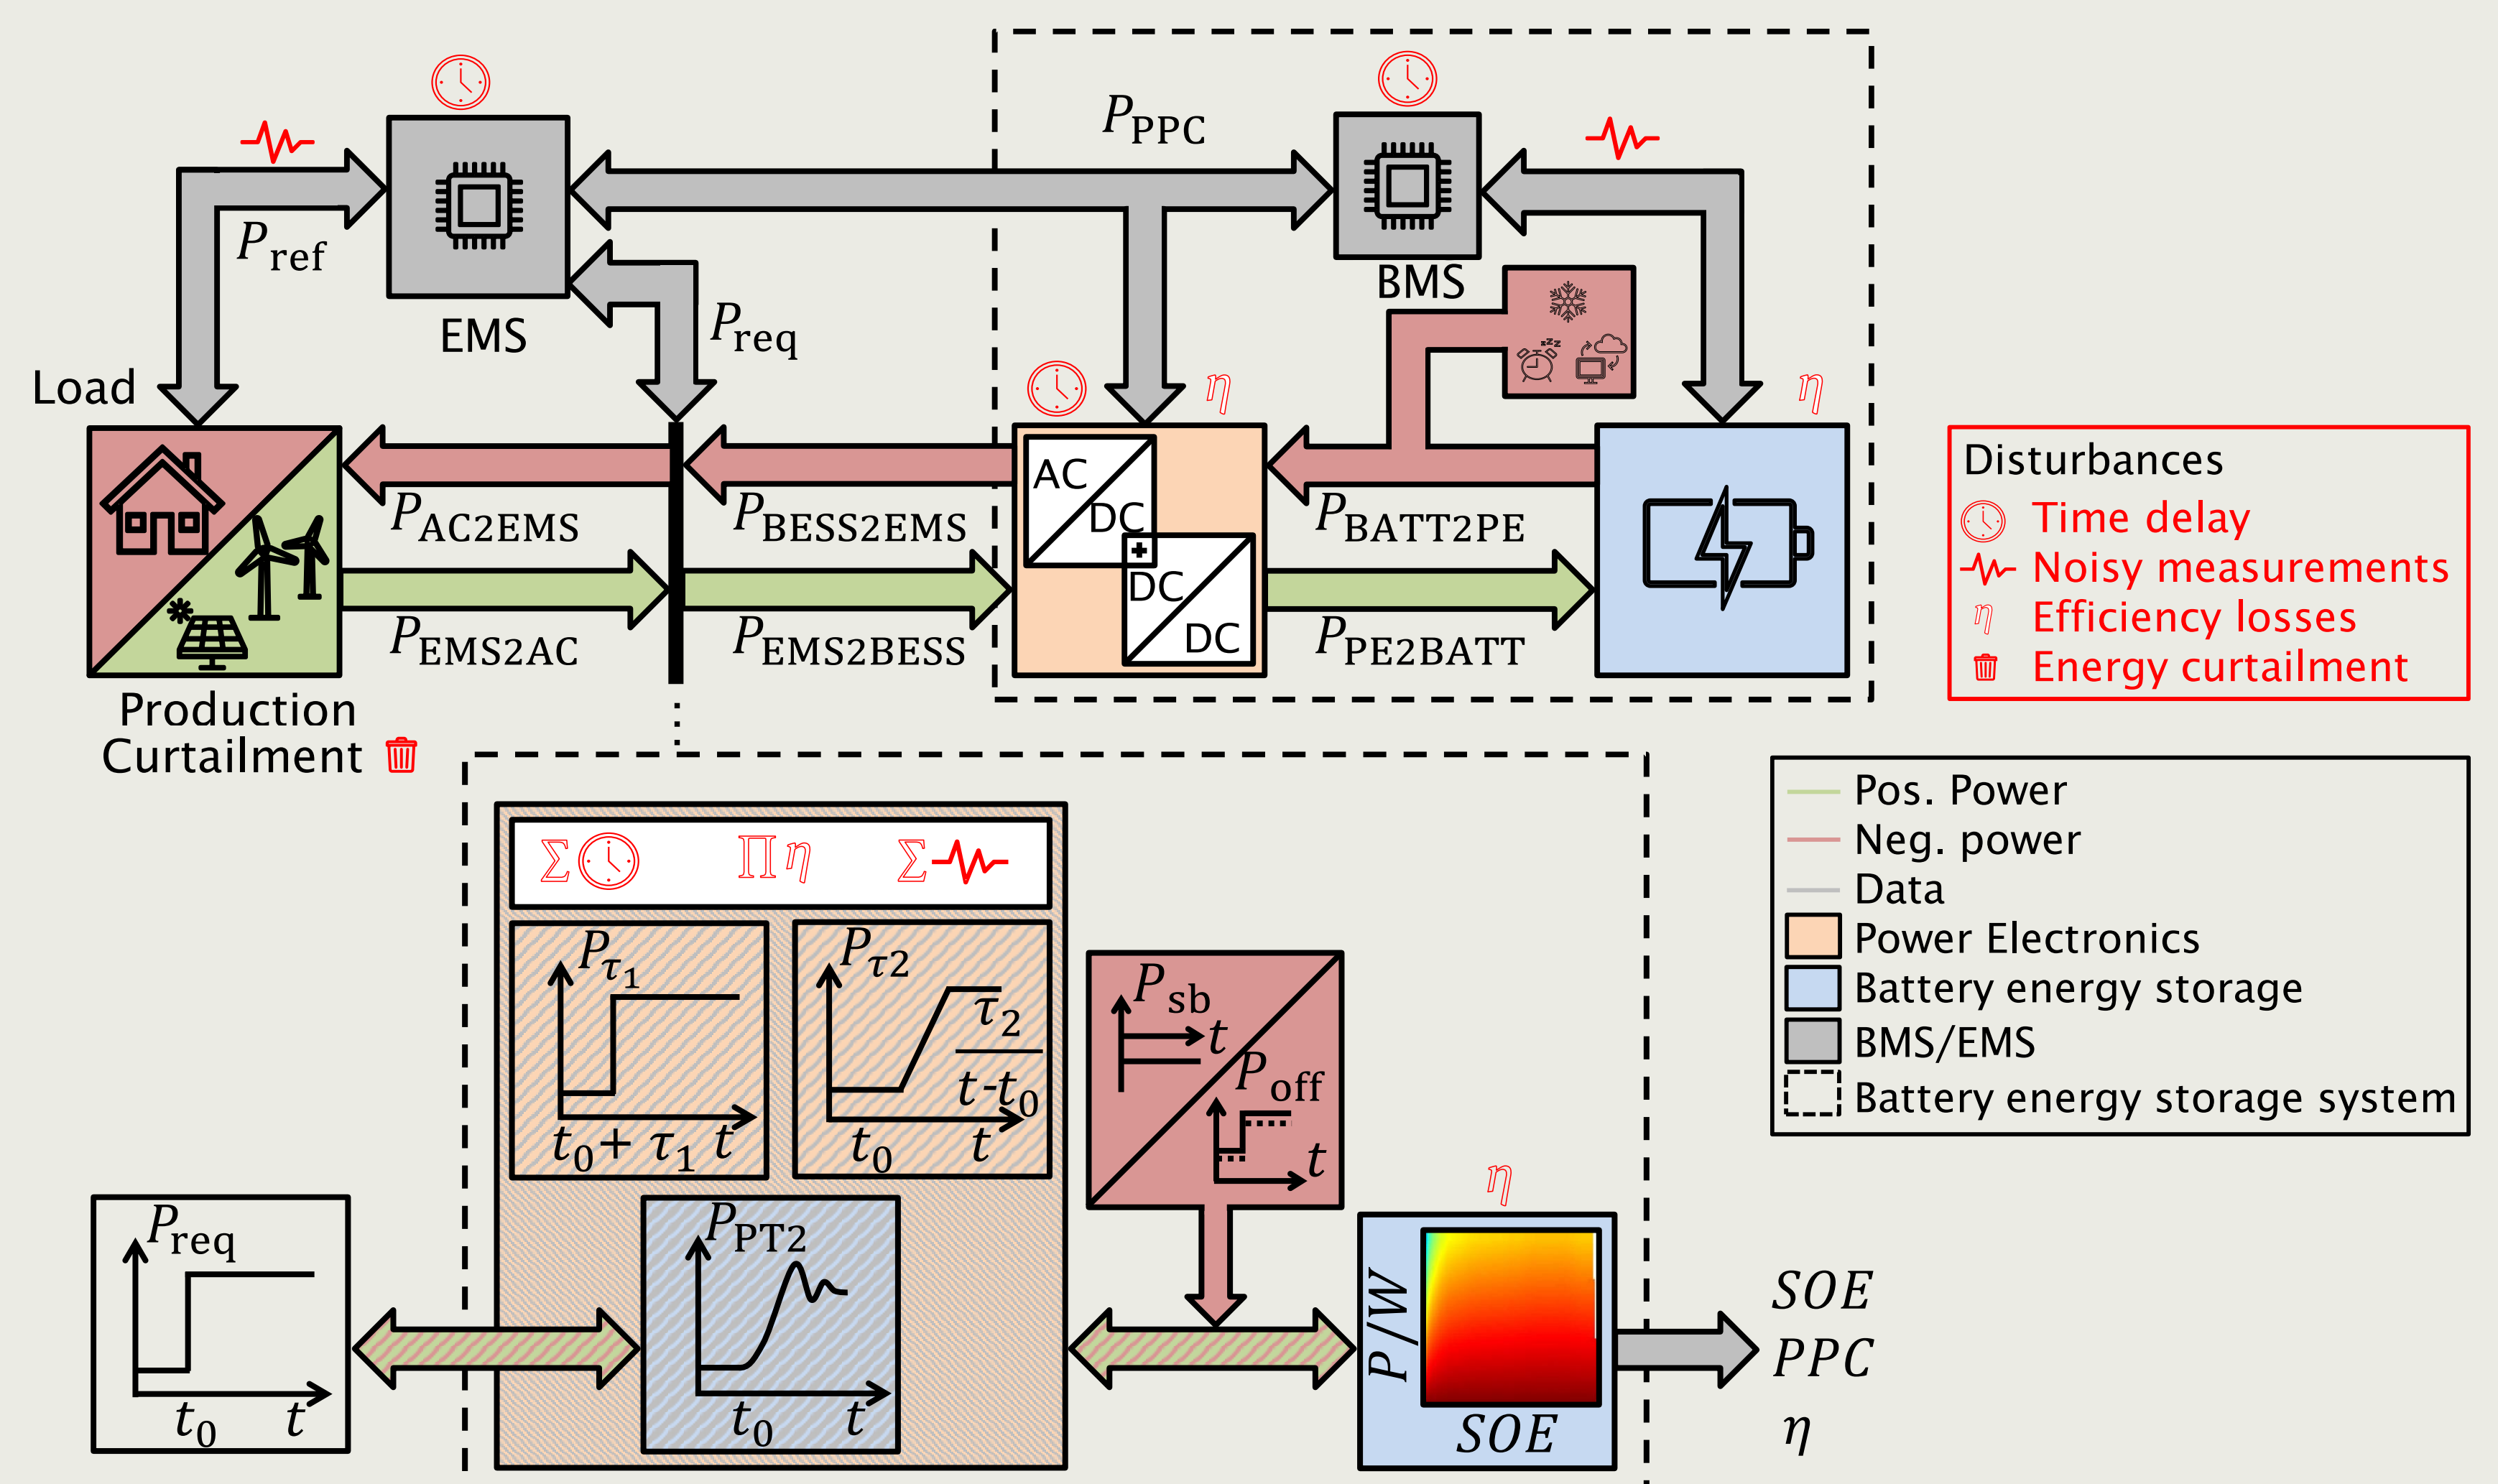 P_PPC
P_ref
EMS
BMS
P_req
zzz
Load
η
η
AC
DC
DC
DC
P_AC2EMS
P_BESS2EMS
P_BATT2PE
P_EMS2AC
P_EMS2BESS
P_PE2BATT
Production
Curtailment
Disturbances
Time delay
Noisy measurements
η Efficiency losses
Energy curtailment
Pos. Power
Neg. power
Data
Power Electronics
Battery energy storage
BMS/EMS
Battery energy storage system
Σ Π η Σ
P_τ1
t_0 + τ_1 t
P_τ2
τ_2
t-t_0
t_0 t
P_sb
t
P_off
t
P_req
t_0 t
P_PT2
t_0 t
η
P/W
SOE
SOE
PPC
η